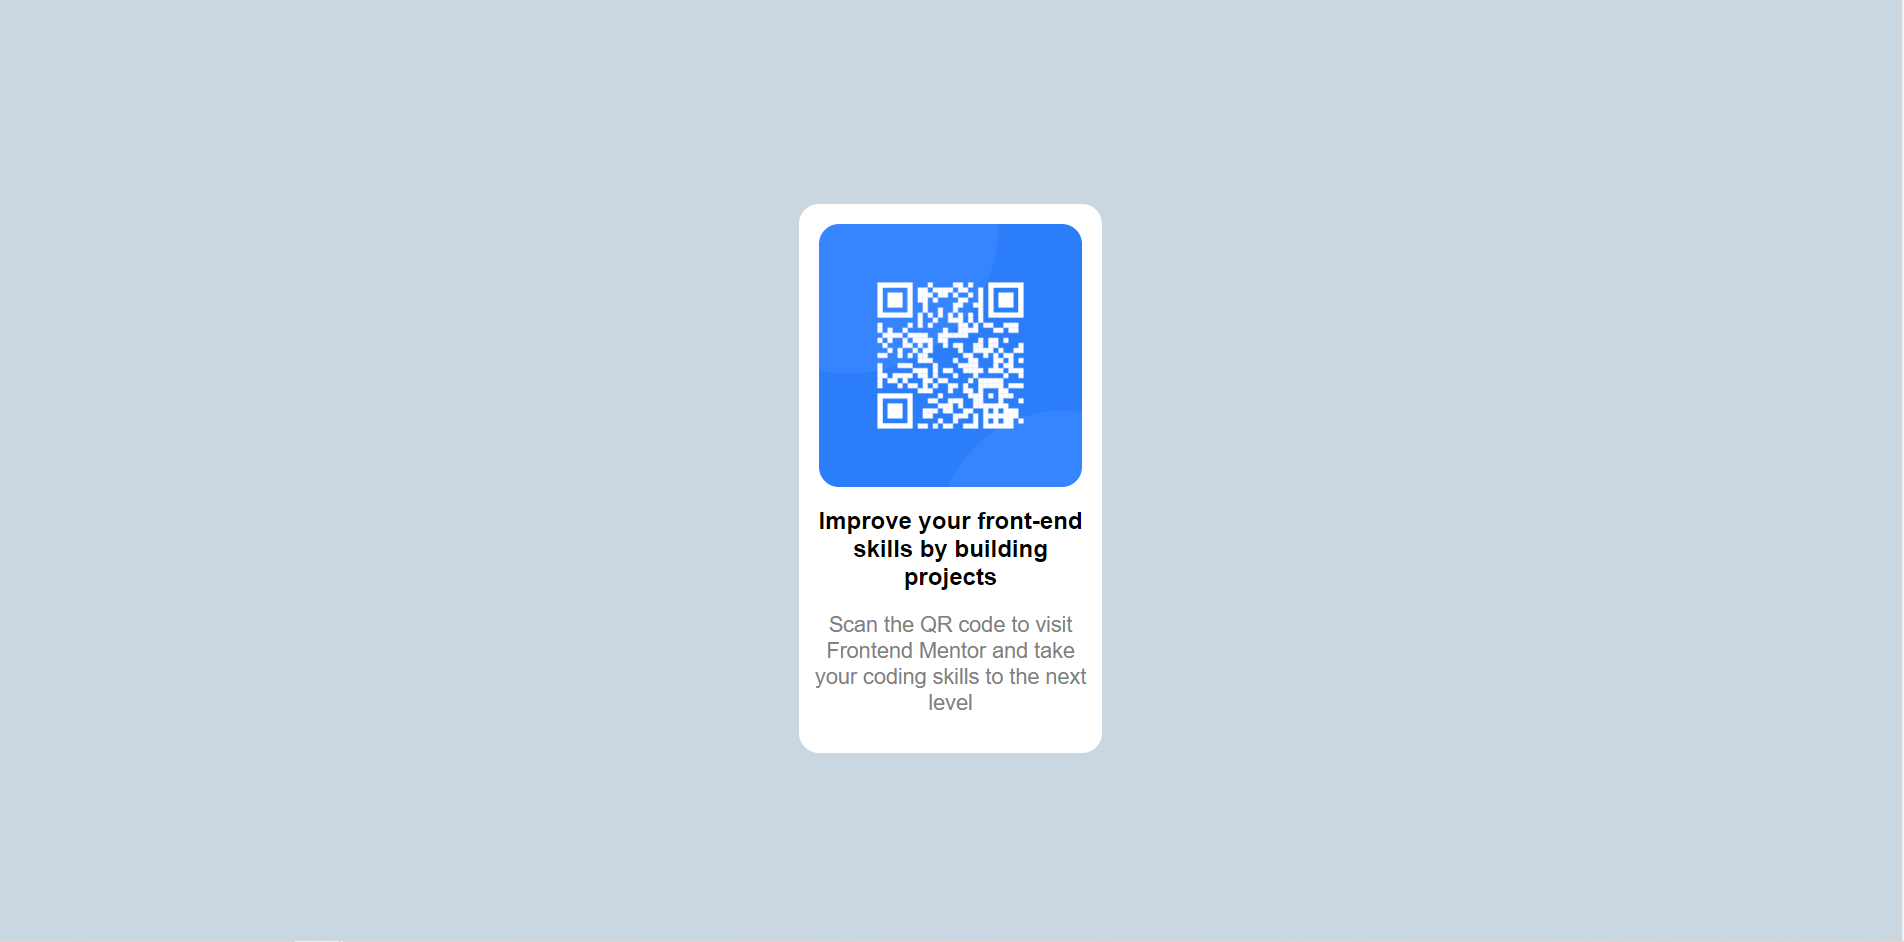 Improve your front-end
skills by building
projects
Scan the QR code to visit
Frontend Mentor and take
your coding skills to the next
level